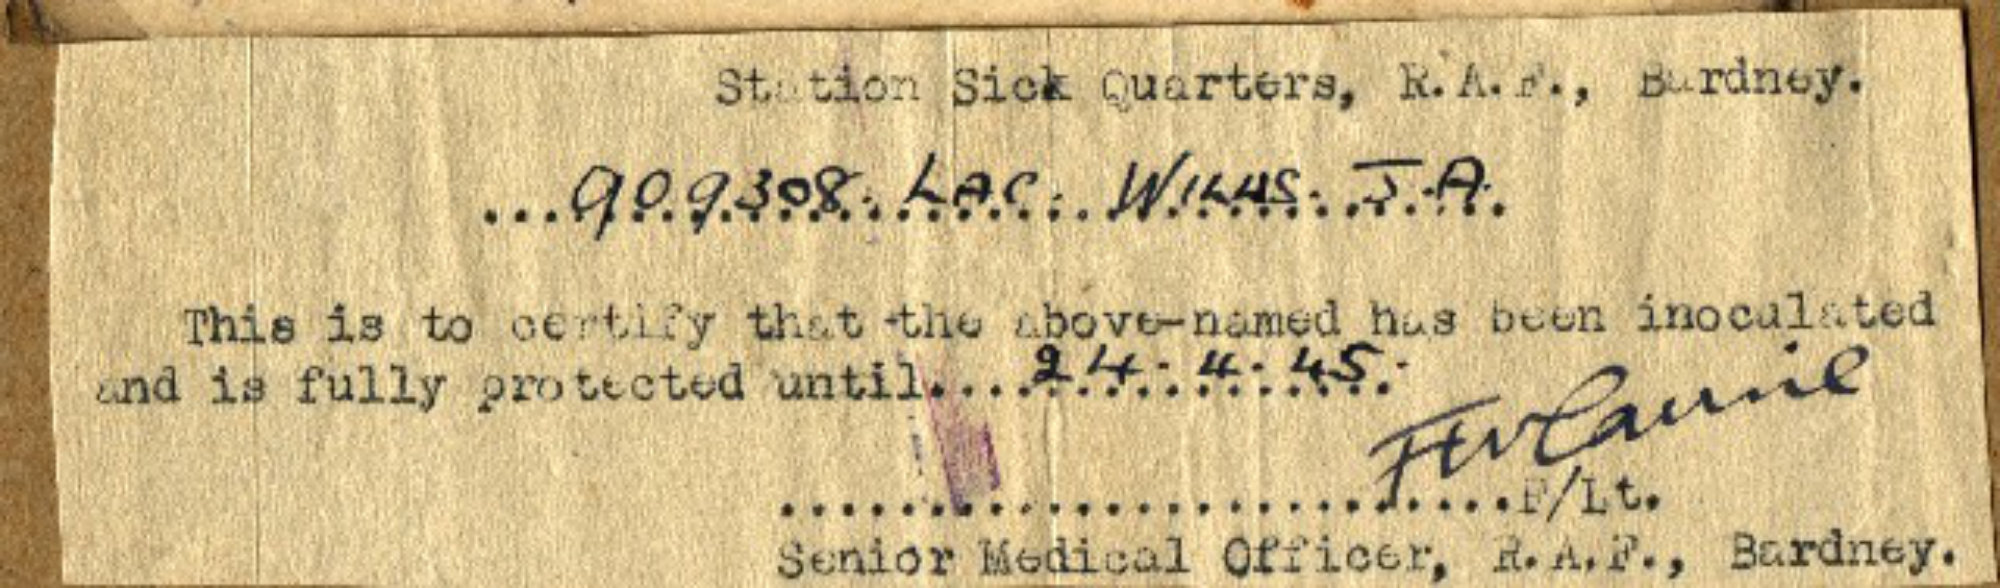 Station Sick Quarters, R.A.F., Bardney.
...909308. LAC. WILLIS. J.A.
This is to certify that the above-named has been inoculated
and is fully protected until....24.4.45.
F/Lt.
Senior Medical Officer, R.A.F., Bardney.